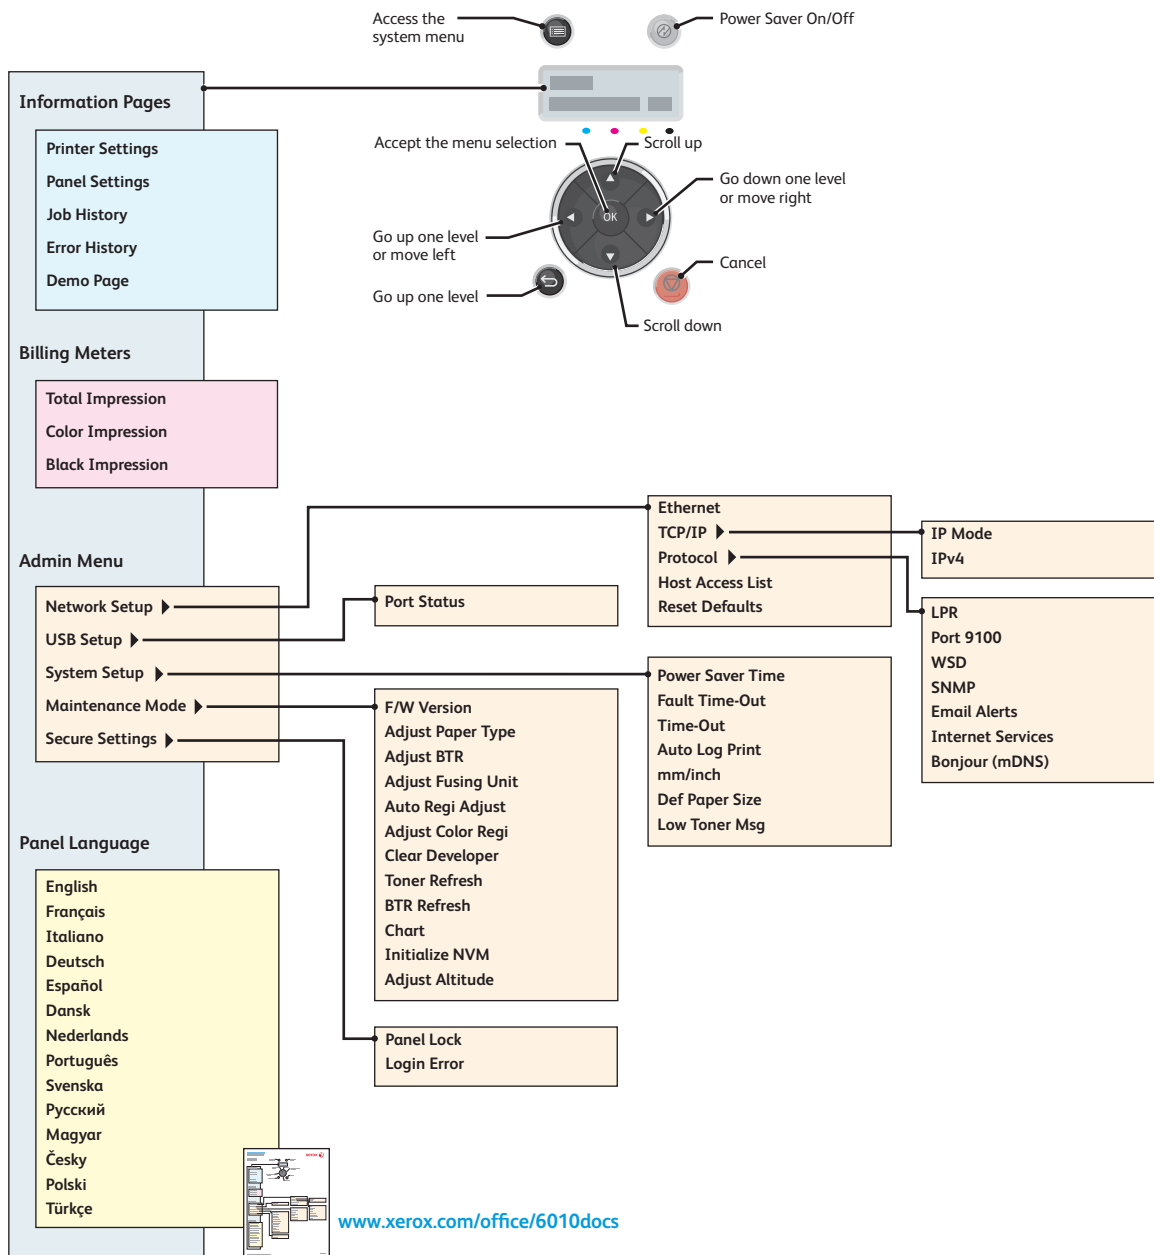 Access the
system menu
Power Saver On/Off
Accept the menu selection
Scroll up
Go down one level
or move right
OK
Go up one level
or move left
Cancel
Go up one level
Scroll down
Information Pages
Printer Settings
Panel Settings
Job History
Error History
Demo Page
Billing Meters
Total Impression
Color Impression
Black Impression
Admin Menu
Network Setup
USB Setup
System Setup
Maintenance Mode
Secure Settings
Port Status
F/W Version
Adjust Paper Type
Adjust BTR
Adjust Fusing Unit
Auto Regi Adjust
Adjust Color Regi
Clear Developer
Toner Refresh
BTR Refresh
Chart
Initialize NVM
Adjust Altitude
Panel Lock
Login Error
Ethernet
TCP/IP
Protocol
Host Access List
Reset Defaults
Power Saver Time
Fault Time-Out
Time-Out
Auto Log Print
mm/inch
Def Paper Size
Low Toner Msg
IP Mode
IPv4
LPR
Port 9100
WSD
SNMP
Email Alerts
Internet Services
Bonjour (mDNS)
Panel Language
English
Français
Italiano
Deutsch
Español
Dansk
Nederlands
Português
Svenska
Русский
Magyar
Česky
Polski
Türkçe
xerox
www.xerox.com/office/6010docs